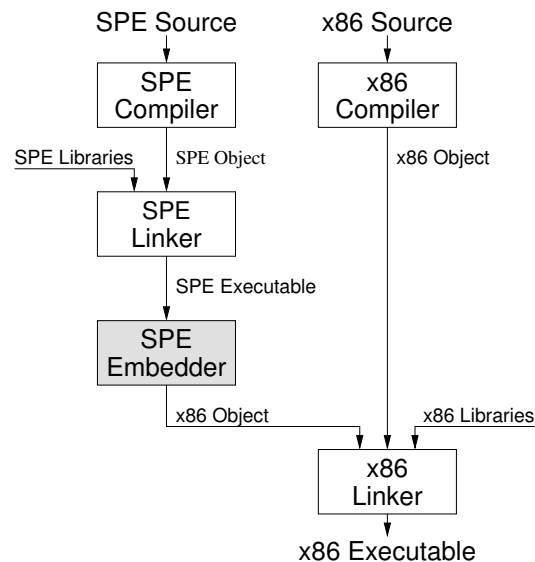 SPE Source
x86 Source
SPE
Compiler
x86
Compiler
SPE Libraries
SPE Object
x86 Object
SPE
Linker
SPE Executable
SPE
Embedder
x86 Object
x86 Libraries
x86
Linker
x86 Executable